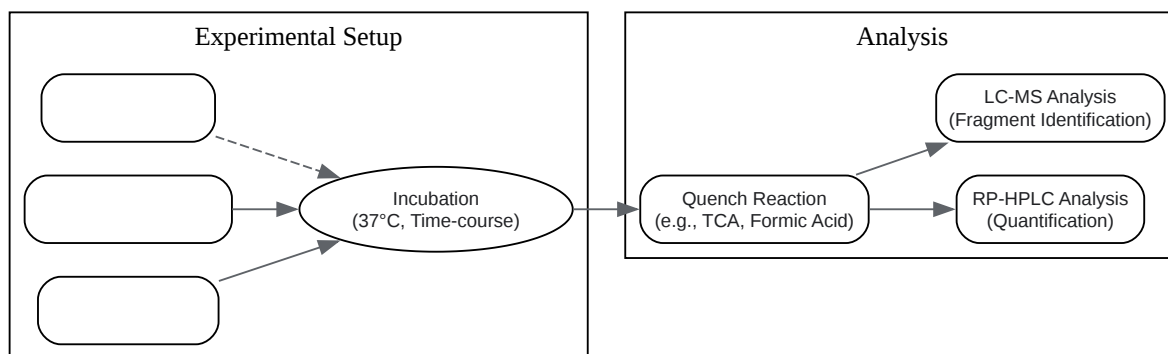 Experimental Setup
Incubation
(37°C, Time-course)
Analysis
Quench Reaction
(e.g., TCA, Formic Acid)
LC-MS Analysis
(Fragment Identification)
RP-HPLC Analysis
(Quantification)